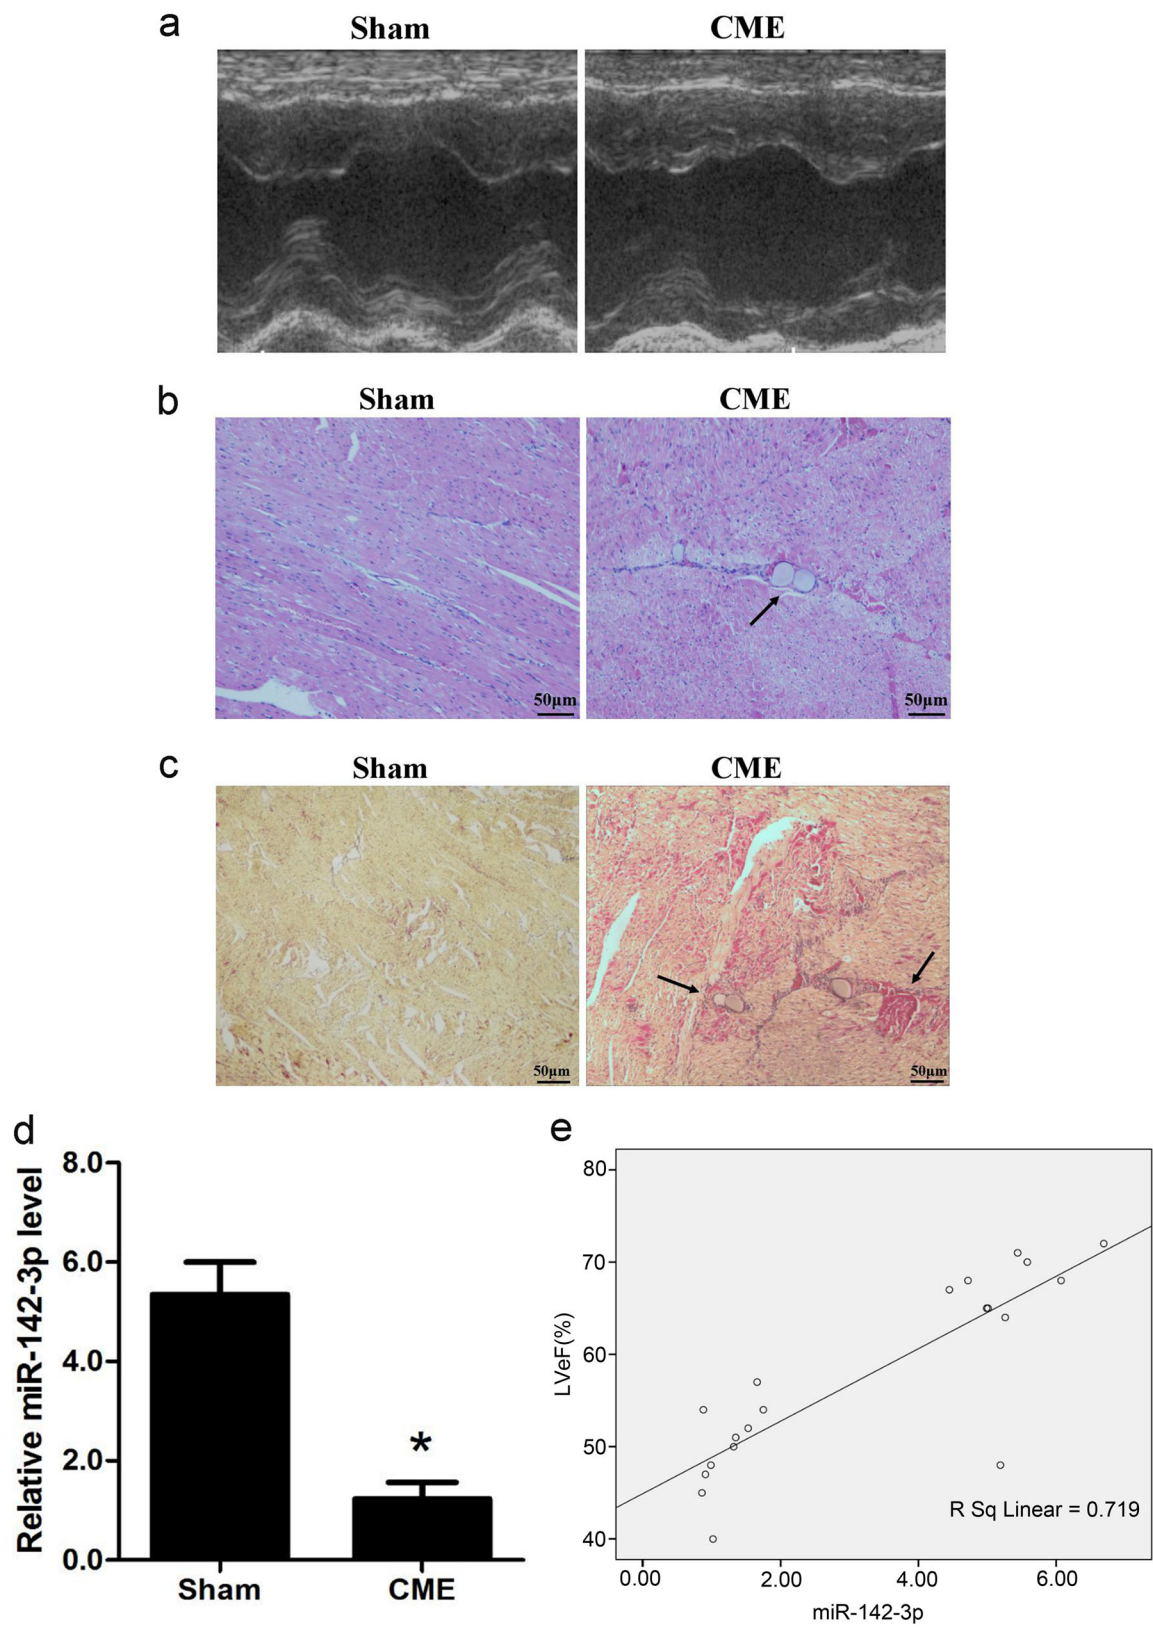 a
Sham
CME
b
Sham
CME
50µm
50µm
c
Sham
CME
50µm
50µm
d
Relative miR-142-3p level
8.0
6.0
4.0
2.0
0.0
*
Sham
CME
e
LVeF(%)
80
70
60
50
40
R Sq Linear = 0.719
0.00
2.00
4.00
6.00
miR-142-3p